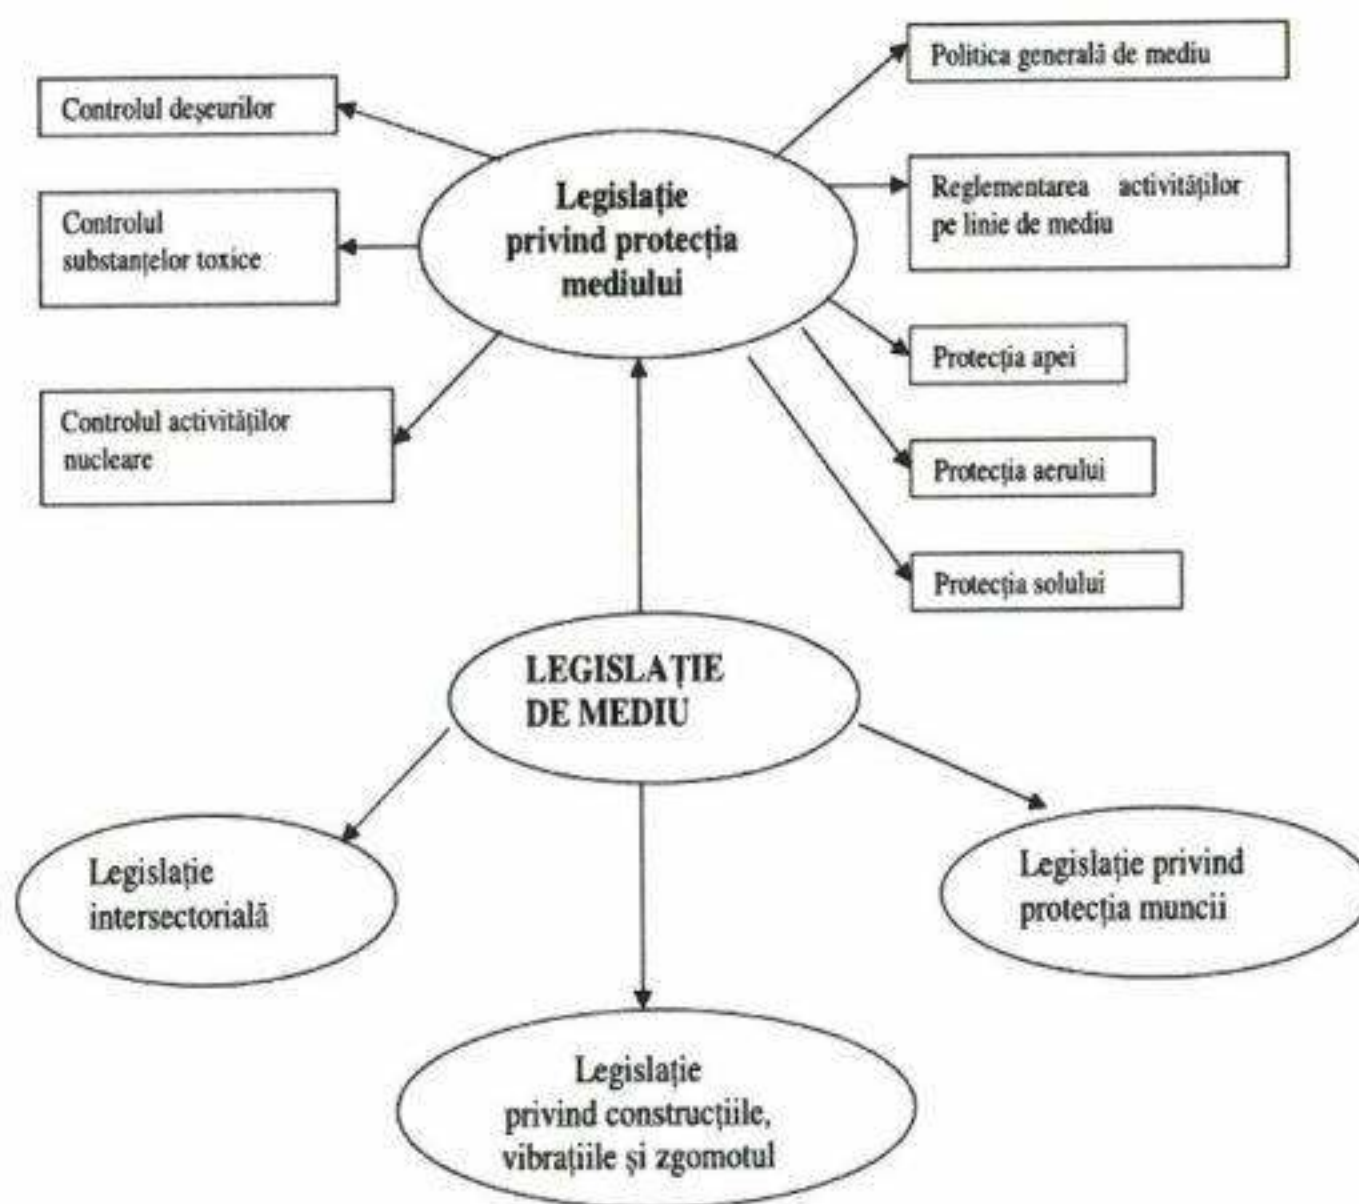 Politica generală de mediu
Controlul deșeurilor
Legislație
privind protecția
mediului
Reglementarea activităților
pe linie de mediu
Controlul
substanțelor toxice
Protecția apei
Controlul activităților
nucleare
Protecția aerului
Protecția solului
LEGISLAȚIE
DE MEDIU
Legislație
intersectorială
Legislație privind
protecția muncii
Legislație
privind construcțiile,
vibrațiile și zgomotul